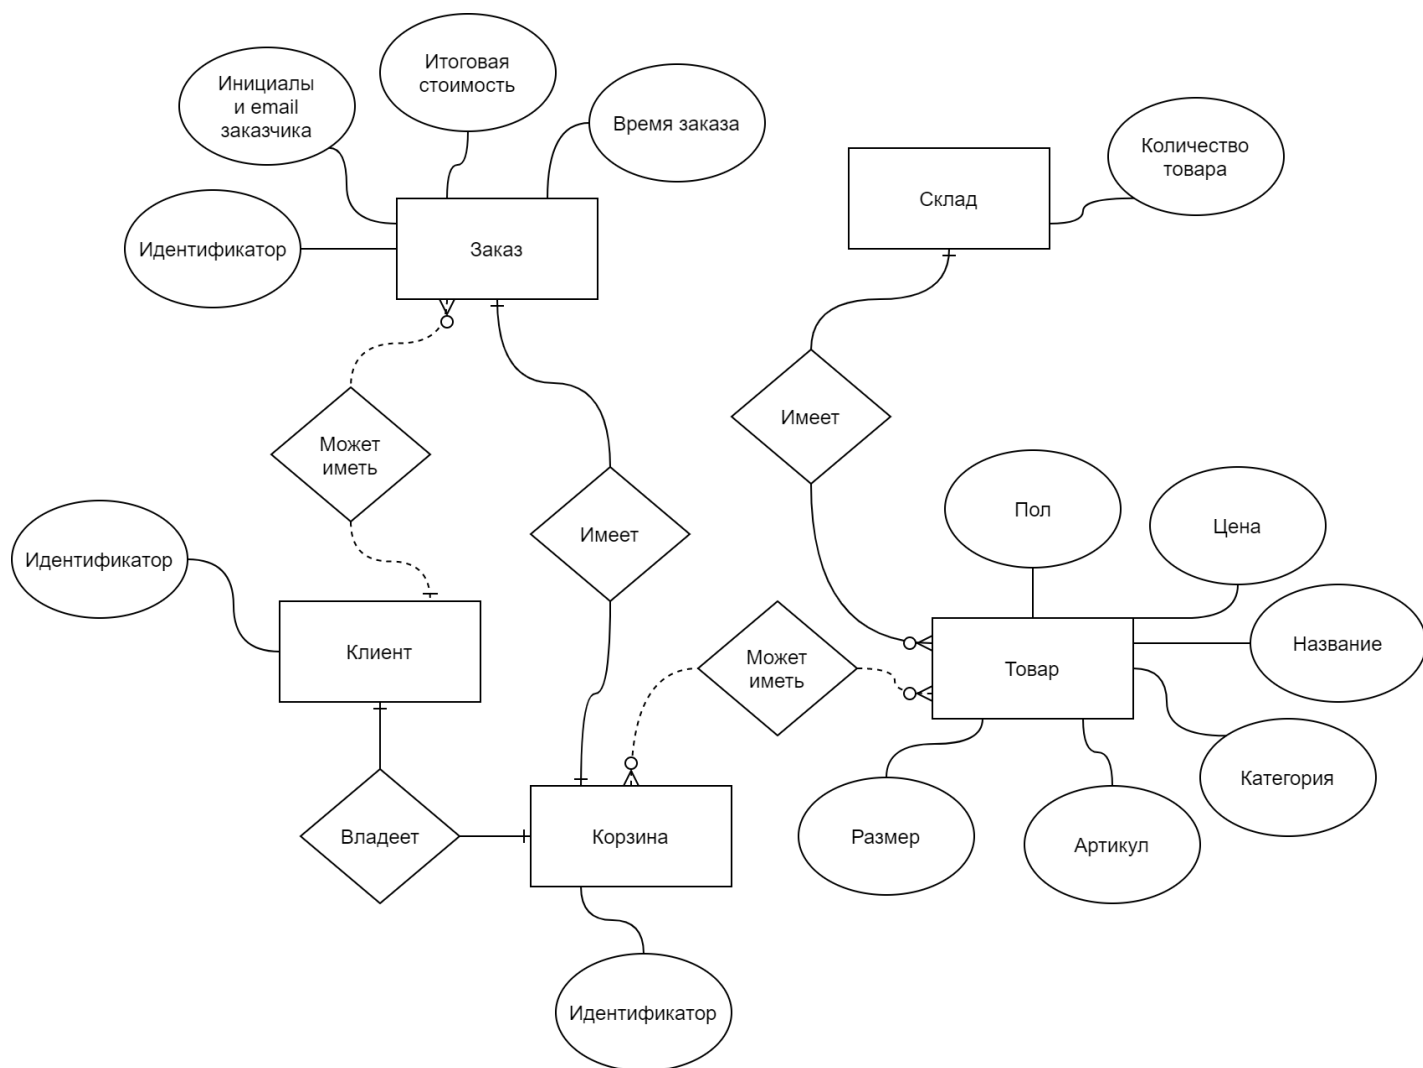 Итоговая
стоимость
Инициалы
и email
заказчика
Время заказа
Количество
товара
Склад
Идентификатор
Заказ
Имеет
Может
иметь
Пол
Цена
Имеет
Идентификатор
Название
Клиент
Может
иметь
Товар
Категория
Владеет
Корзина
Размер
Артикул
Идентификатор